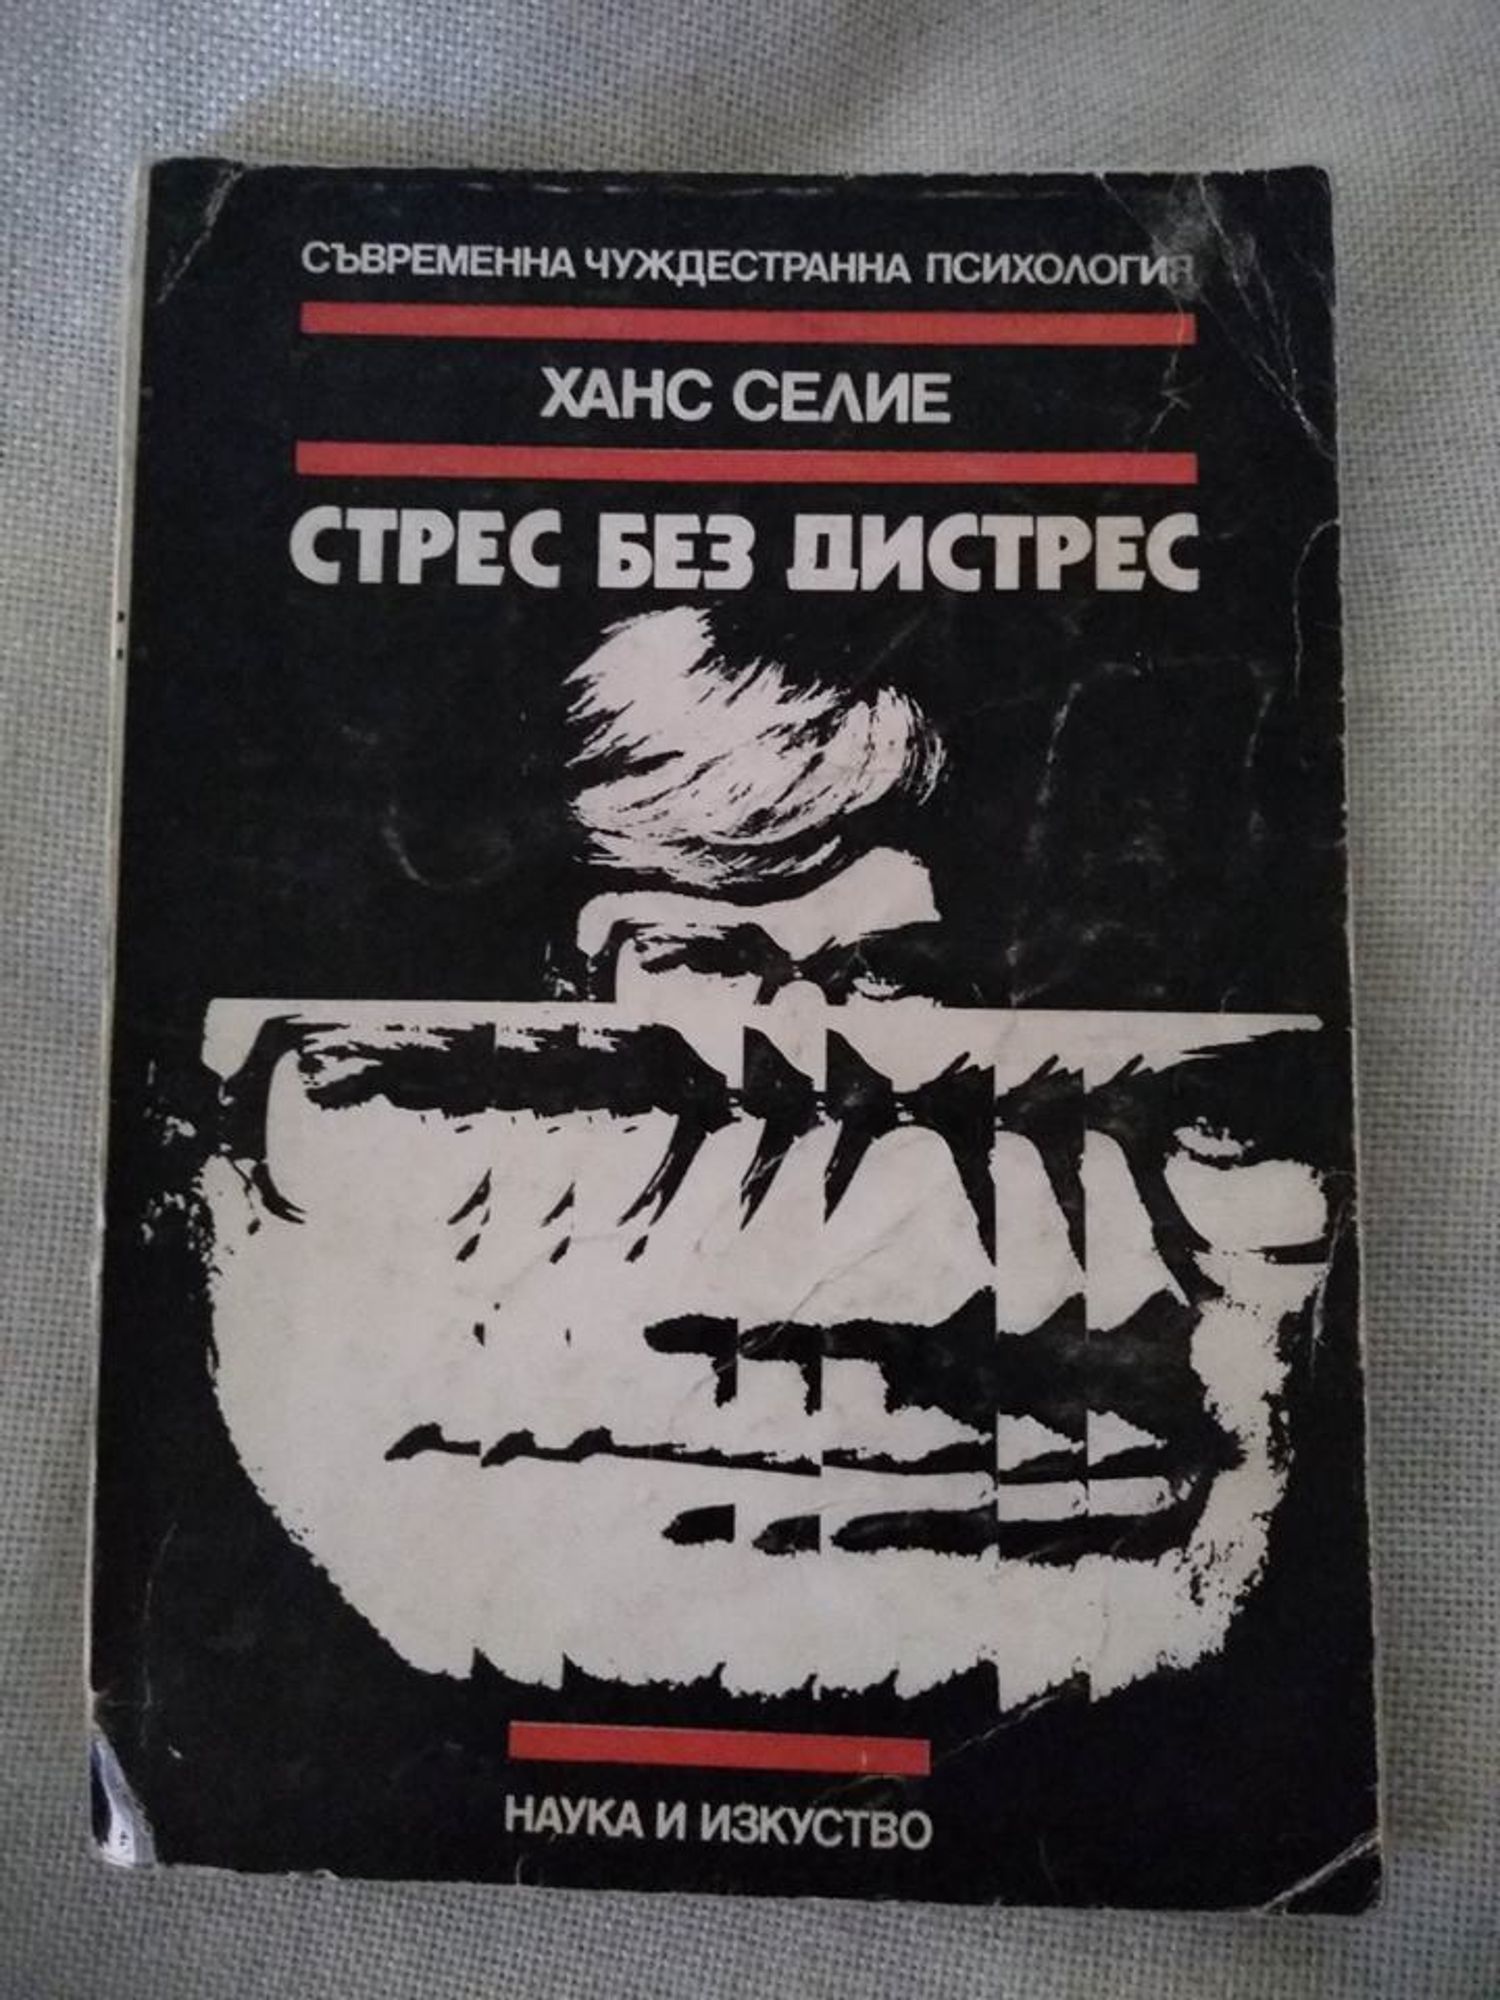 СЪВРЕМЕННА ЧУЖДЕСТРАННА ПСИХОЛОГИЯ
ХАНС СЕЛИЕ
СТРЕС БЕЗ ДИСТРЕС
НАУКА И ИЗКУСТВО